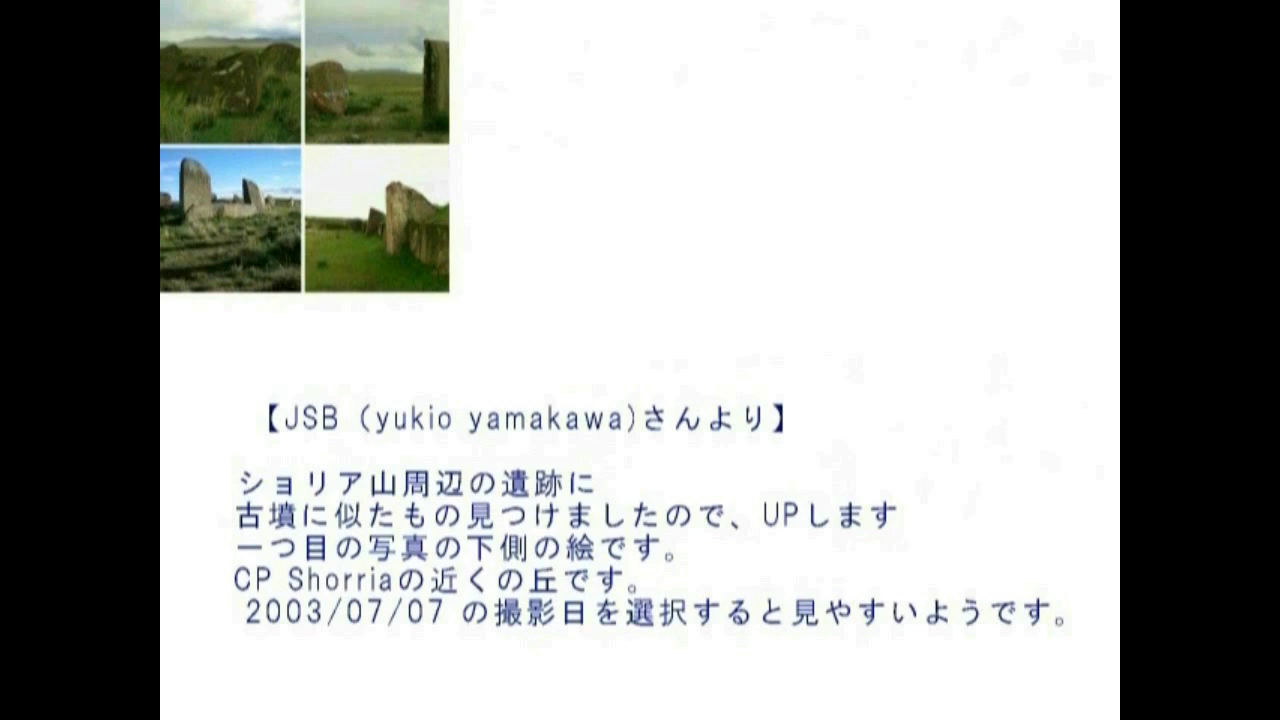 【JSB (yukio yamakawa)さんより】
ショリア山周辺の遺跡に
古墳に似たもの見つけましたので、UPします
一つ目の写真の下側の絵です。
CP Shorriaの近くの丘です。
2003/07/07 の撮影日を選択すると見やすいようです。